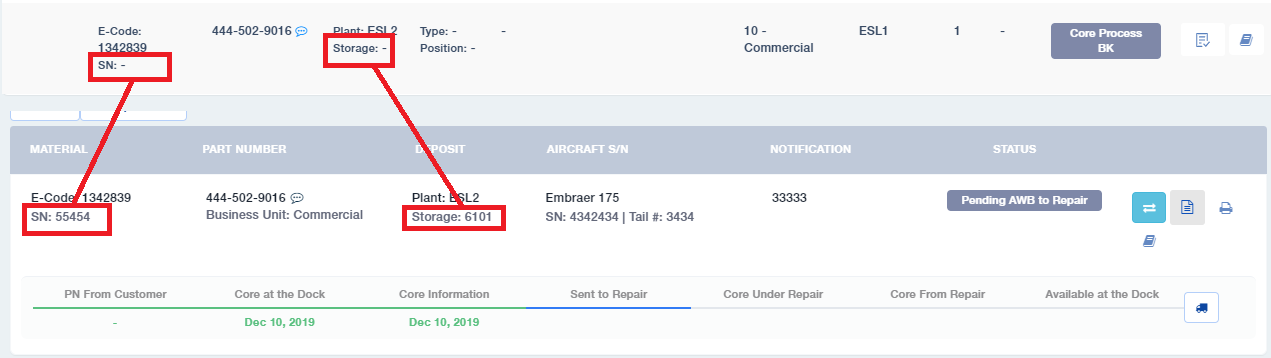 E-Code: 444-502-9016 Plant: ESL2 Type: - - 10 - ESL1 1 - Core Process
1342839 Storage: - Position: - Commercial BK
SN: -
MATERIAL PART NUMBER DEPOSIT AIRCRAFT S/N NOTIFICATION STATUS
E-Code: 1342839 444-502-9016 Plant: ESL2 Embraer 175 33333 Pending AWB to Repair
SN: 55454 Business Unit: Commercial Storage: 6101 SN: 4342434 | Tail #: 3434
PN From Customer Core at the Dock Core Information Sent to Repair Core Under Repair Core From Repair Available at the Dock
- Dec 10, 2019 Dec 10, 2019